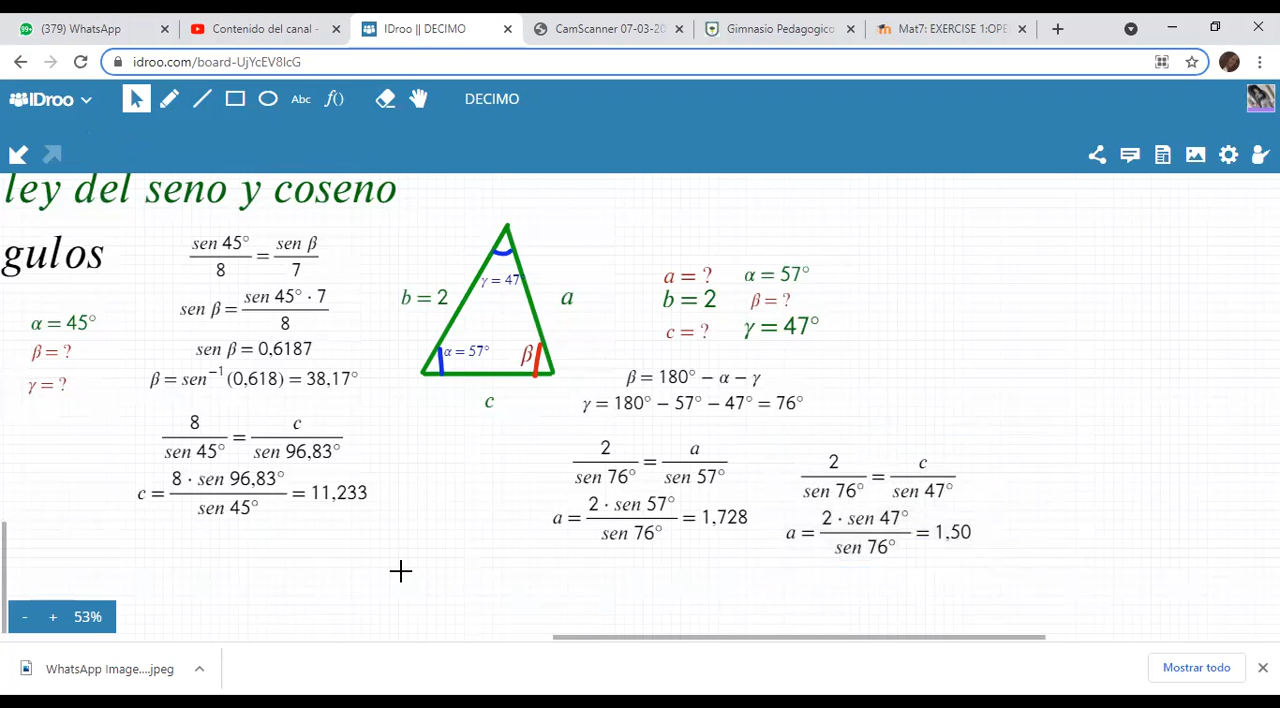 (379) WhatsApp
Contenido del canal -
IDroo || DECIMO
CamScanner 07-03-20
Gimnasio Pedagogico
Mat7: EXERCISE 1:OPE
idroo.com/board-UjYcEV8IcG
IDroo
Abc
f()
DECIMO
ley del seno y coseno
gulos
α = 45°
β = ?
γ = ?
sen 45° / 8 = sen β / 7
sen β = sen 45° · 7 / 8
sen β = 0,6187
β = sen⁻¹ (0,618) = 38,17°
8 / sen 45° = c / sen 96,83°
c = 8 · sen 96,83° / sen 45° = 11,233
γ = 47°
b = 2
a
α = 57°
β
c
a = ? α = 57°
b = 2 β = ?
c = ? γ = 47°
β = 180° − α − γ
γ = 180° − 57° − 47° = 76°
2 / sen 76° = a / sen 57°
a = 2 · sen 57° / sen 76° = 1,728
2 / sen 76° = c / sen 47°
a = 2 · sen 47° / sen 76° = 1,50
- + 53%
WhatsApp Image....jpeg
Mostrar todo